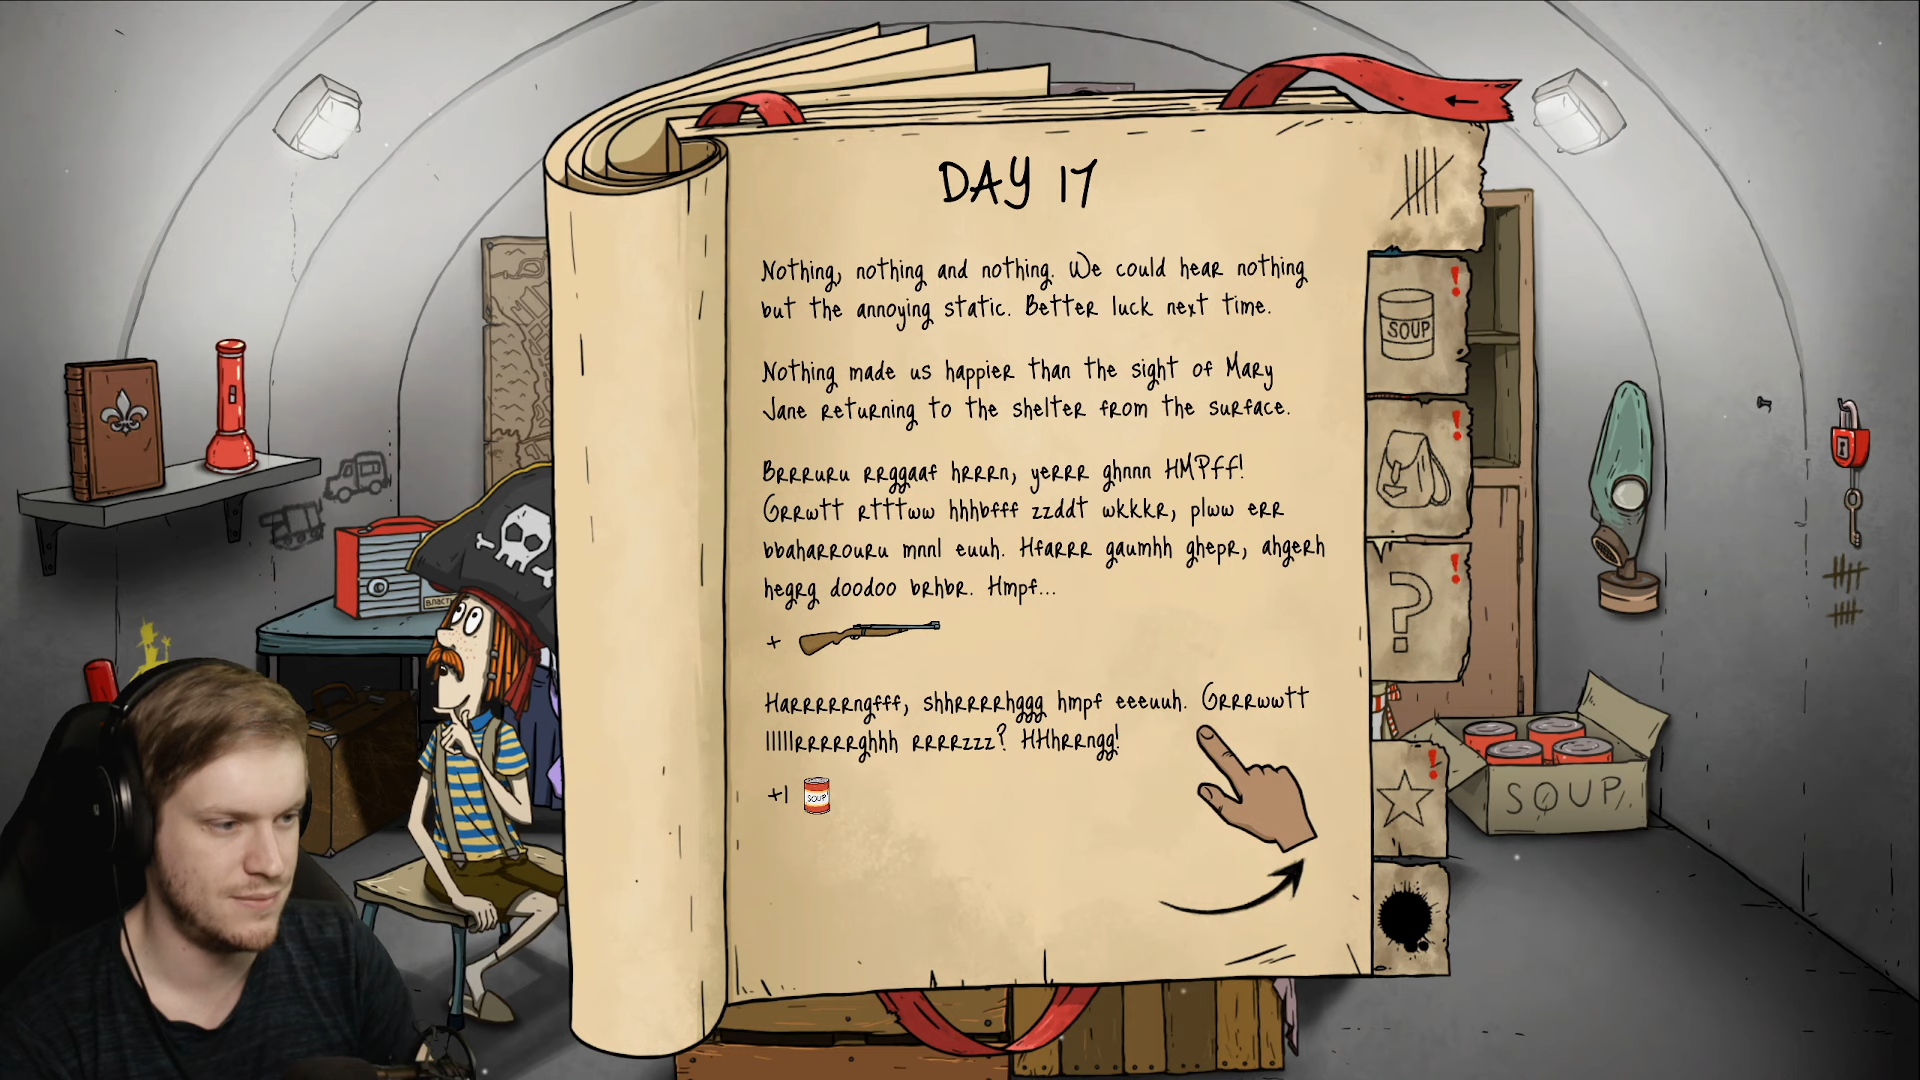 DAY 17
Nothing, nothing and nothing. We could hear nothing
but the annoying static. Better luck next time.
Nothing made us happier than the sight of Mary
Jane returning to the shelter from the surface.
Brrruru rrggaaf hrrrn, yerrr ghnnn HMPff!
Grrwtt rtttww hhhbfff zzddt wkkkr, plww err
bbaharrouru mnnl euuh. Hfarrr gaumhh ghepr, ahgerh
hegrg doodoo brhbr. Hmpf...
+
Harrrrrngfff, shhrrrrhggg hmpf eeeuuh. Grrrwwtt
lllllrrrrrghhh rrrrzzz? HHhrrngg!
+1
SOUP
SOUP
!
!
!
?
!
SOUP